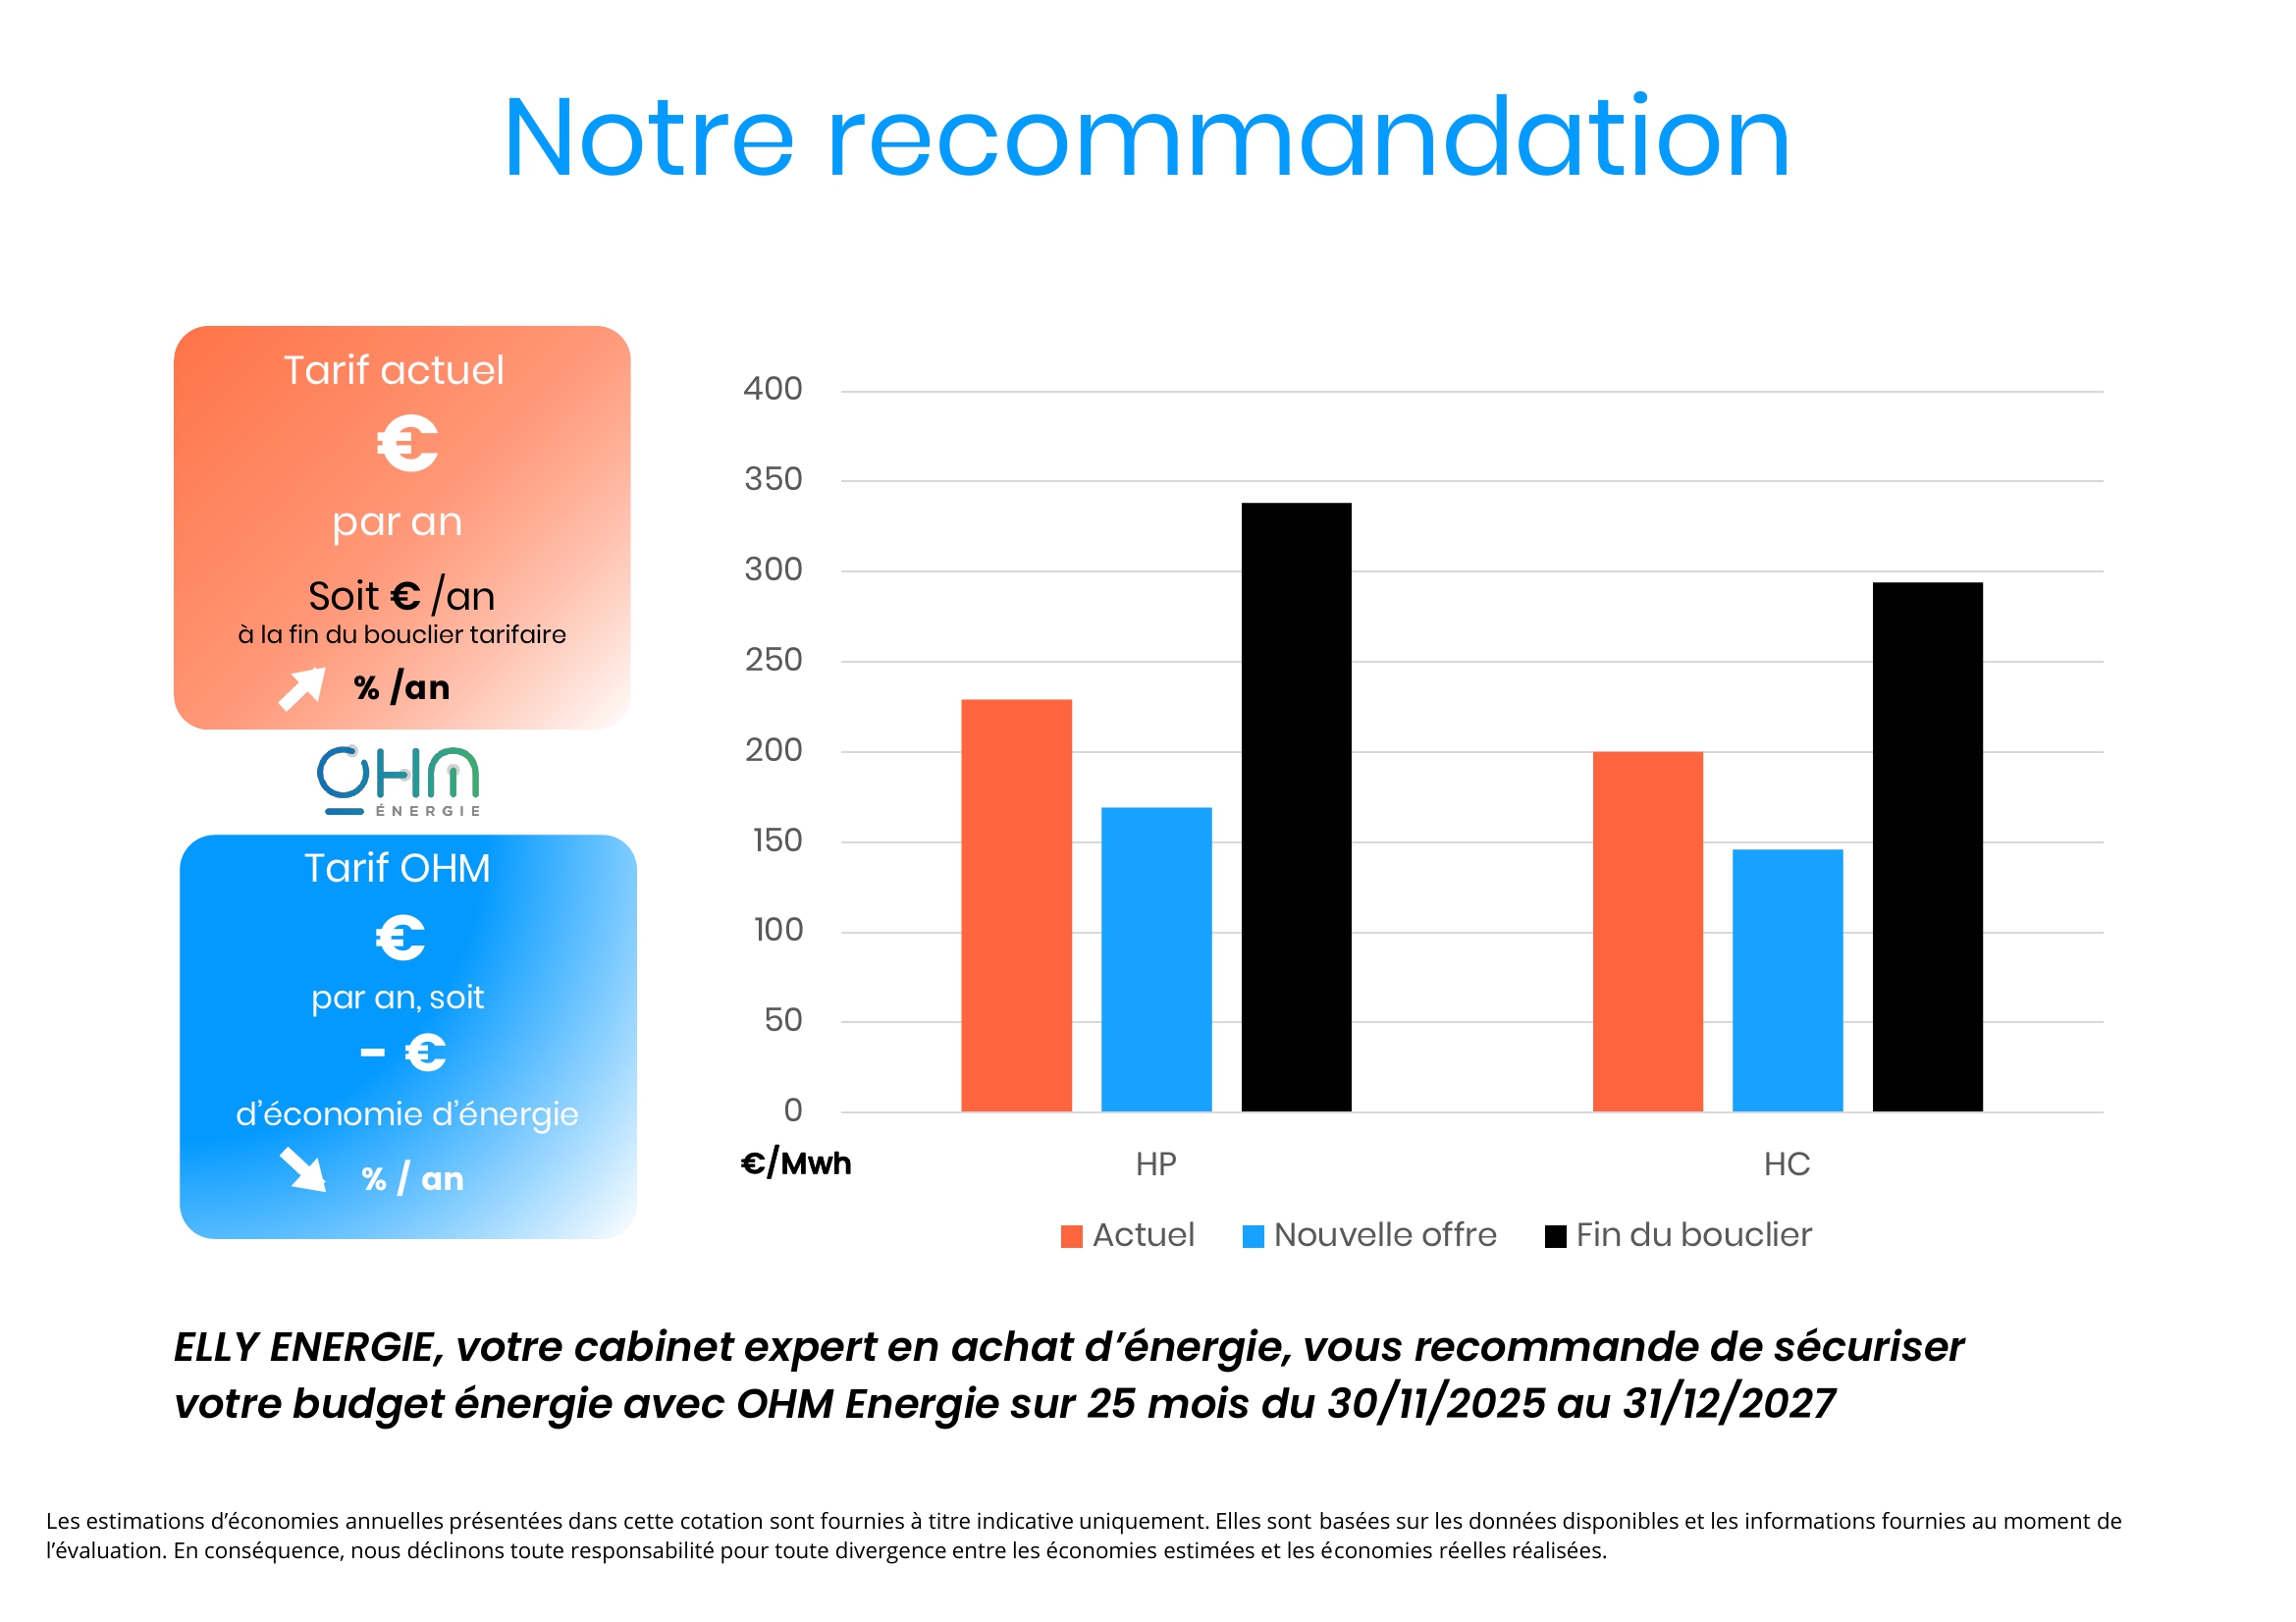 Notre recommandation
Tarif actuel
€
par an
Soit € /an
à la fin du bouclier tarifaire
% /an
OHM
ÉNERGIE
Tarif OHM
€
par an, soit
- €
d’économie d’énergie
% / an
400
350
300
250
200
150
100
50
0
€/Mwh
HP
HC
Actuel
Nouvelle offre
Fin du bouclier
ELLY ENERGIE, votre cabinet expert en achat d’énergie, vous recommande de sécuriser
votre budget énergie avec OHM Energie sur 25 mois du 30/11/2025 au 31/12/2027
Les estimations d’économies annuelles présentées dans cette cotation sont fournies à titre indicative uniquement. Elles sont basées sur les données disponibles et les informations fournies au moment de
l’évaluation. En conséquence, nous déclinons toute responsabilité pour toute divergence entre les économies estimées et les économies réelles réalisées.